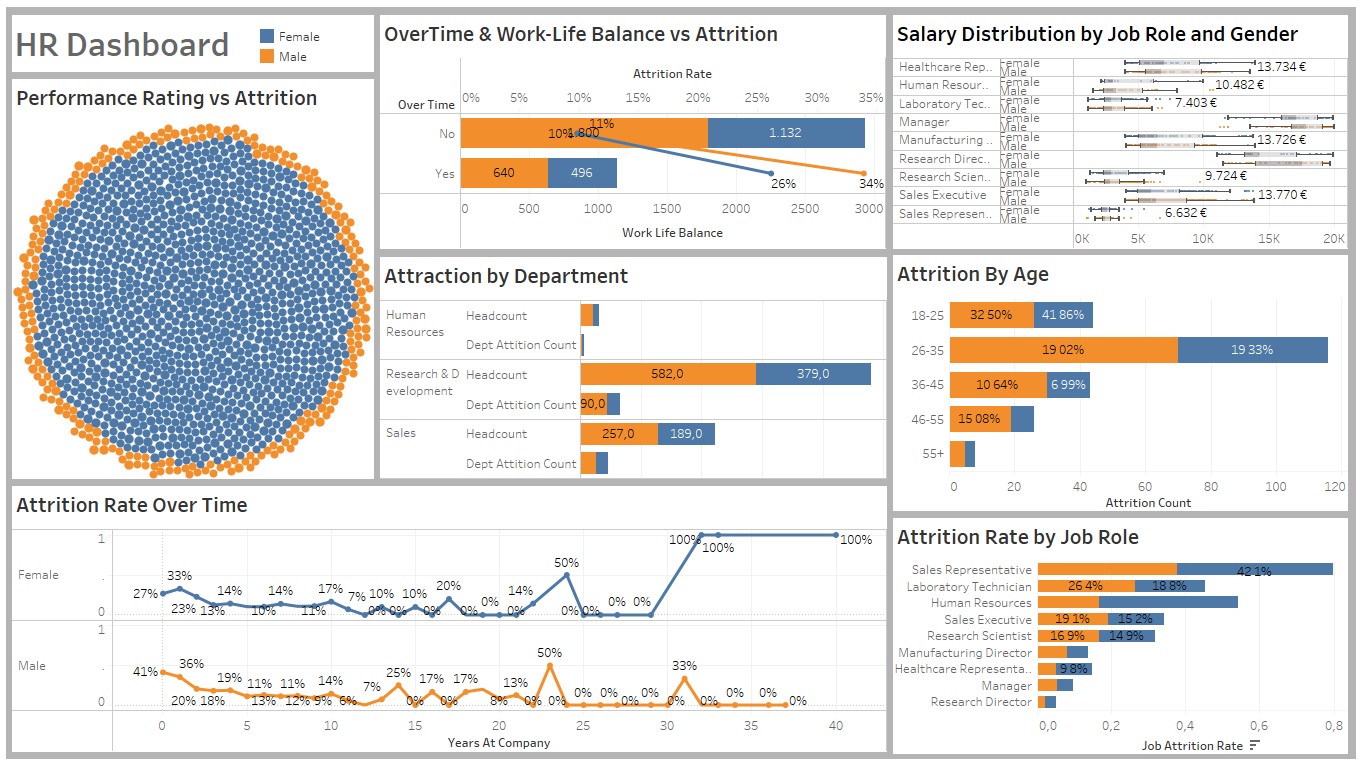 HR Dashboard
Female
Male
Performance Rating vs Attrition
OverTime & Work-Life Balance vs Attrition
Attrition Rate
Over Time
0% 5% 10% 15% 20% 25% 30% 35%
No
10% 11%
1.800 1.132
Yes
640 496
26% 34%
0 500 1000 1500 2000 2500 3000
Work Life Balance
Salary Distribution by Job Role and Gender
Healthcare Rep.. Female
Male 13.734 €
Human Resour.. Female
Male 10.482 €
Laboratory Tec.. Female
Male 7.403 €
Manager Female
Male
Manufacturing .. Female
Male 13.726 €
Research Direc.. Female
Male
Research Scien.. Female
Male 9.724 €
Sales Executive Female
Male 13.770 €
Sales Represen.. Female
Male 6.632 €
0K 5K 10K 15K 20K
Attraction by Department
Human
Resources
Headcount
Dept Attition Count
Research & D
evelopment
Headcount 582,0 379,0
Dept Attition Count 90,0
Sales
Headcount 257,0 189,0
Dept Attition Count
Attrition By Age
18-25 32 50% 41 86%
26-35 19 02% 19 33%
36-45 10 64% 6 99%
46-55 15 08%
55+
0 20 40 60 80 100 120
Attrition Count
Attrition Rate Over Time
Female
1
0
27% 33% 23% 13% 14% 10% 14% 11% 17% 7% 10% 0% 0% 10% 0% 20% 0% 0% 0% 14% 50% 0% 0% 0% 0% 100% 100% 100%
Male
1
0
41% 36% 20% 18% 19% 11% 13% 11% 12% 9% 14% 6% 7% 25% 0% 17% 0% 17% 8% 13% 0% 50% 0% 0% 0% 0% 0% 0% 33% 0% 0% 0% 0% 0%
0 5 10 15 20 25 30 35 40
Years At Company
Attrition Rate by Job Role
Sales Representative 42 1%
Laboratory Technician 26 4% 18 8%
Human Resources
Sales Executive 19 1% 15 2%
Research Scientist 16 9% 14 9%
Manufacturing Director
Healthcare Representa.. 9 8%
Manager
Research Director
0,0 0,2 0,4 0,6 0,8
Job Attrition Rate